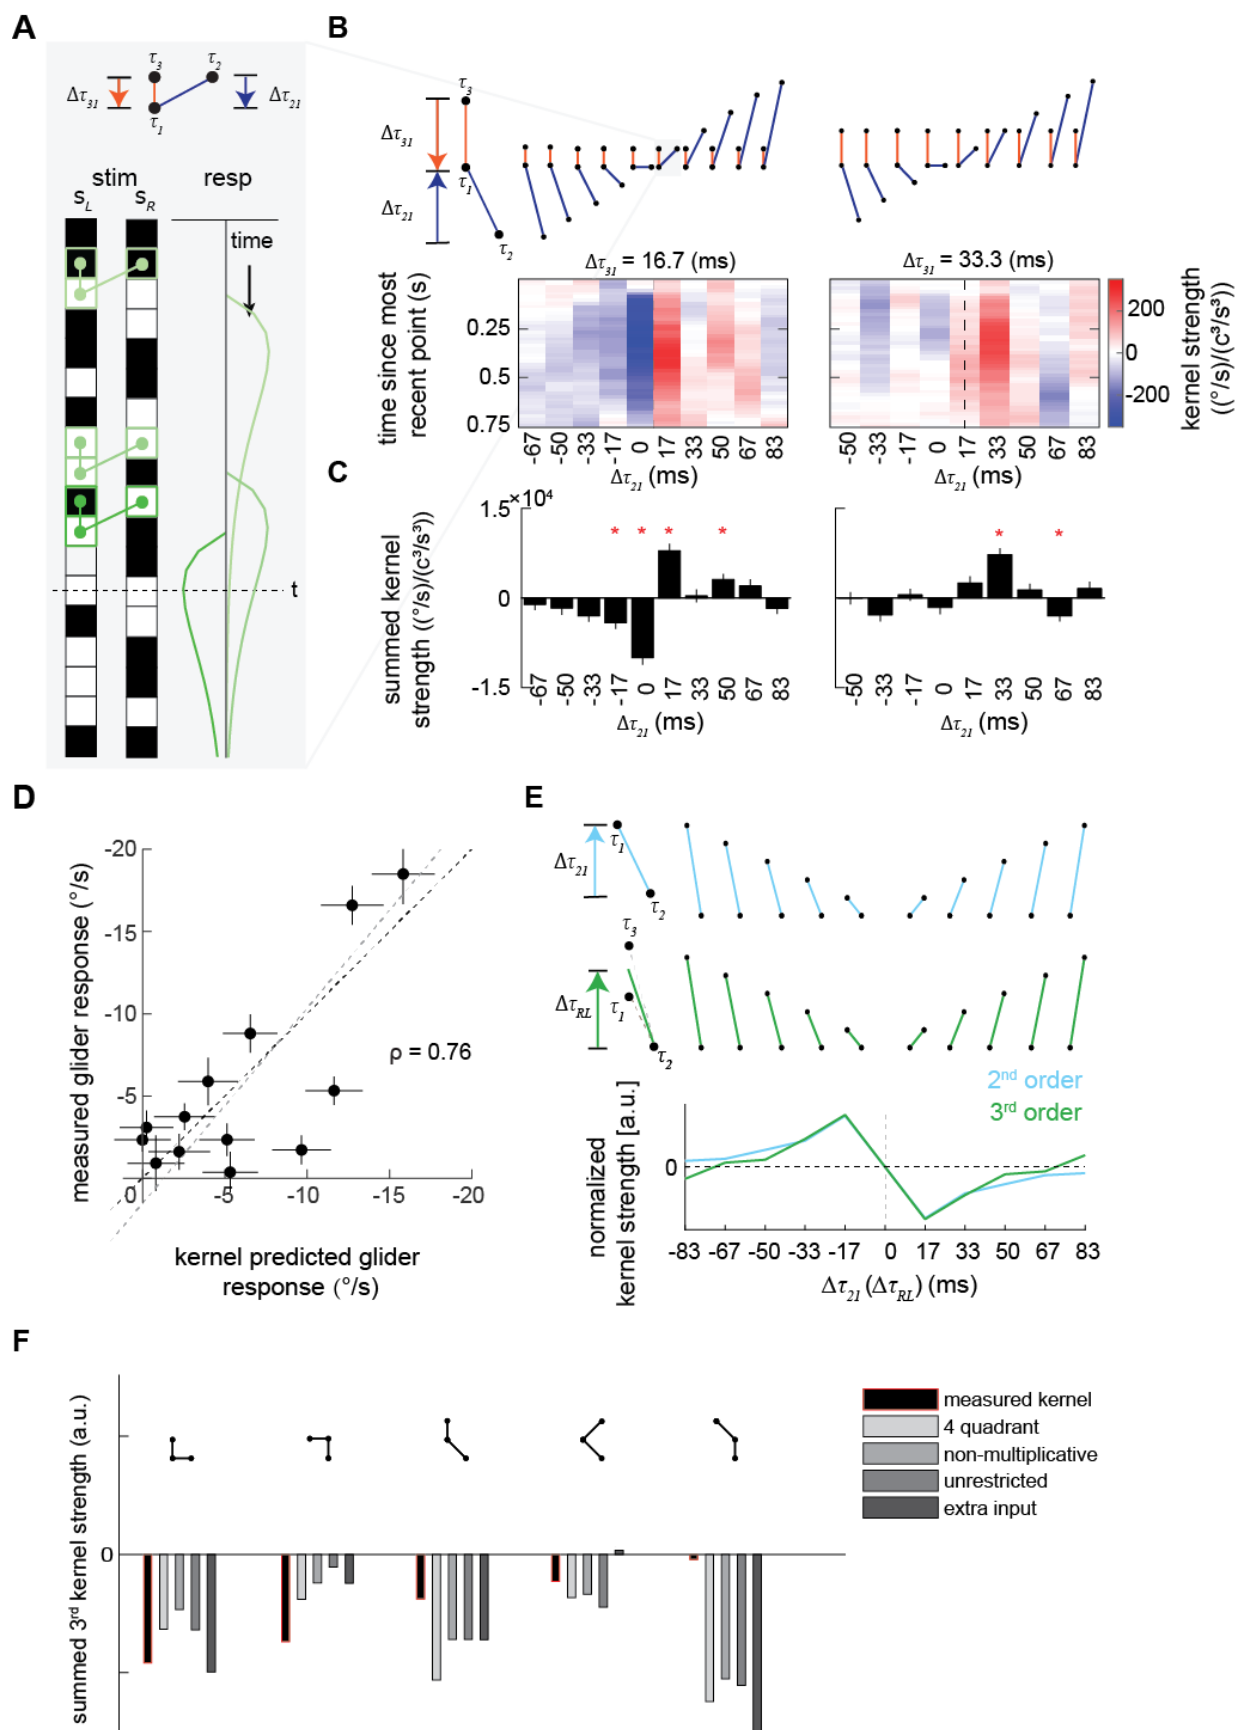 A
B
τ3
τ2
Δτ31
Δτ21
τ1
stim
resp
SL
SR
time
t
τ3
Δτ31
τ1
Δτ21
τ2
Δτ31 = 16.7 (ms)
Δτ31 = 33.3 (ms)
time since most
recent point (s)
0.25
0.5
0.75
-67
-50
-33
-17
0
17
33
50
67
83
Δτ21 (ms)
-50
-33
-17
0
17
33
50
67
83
Δτ21 (ms)
200
0
-200
kernel strength
((°/s)/(c³/s³))
C
summed kernel
strength ((°/s)/(c³/s³))
×10⁴
1.5
0
-1.5
* * * *
-67
-50
-33
-17
0
17
33
50
67
83
Δτ21 (ms)
* *
-50
-33
-17
0
17
33
50
67
83
Δτ21 (ms)
D
measured glider response (°/s)
-20
-15
-10
-5
0
-5
-10
-15
-20
ρ = 0.76
kernel predicted glider
response (°/s)
E
Δτ21
τ1
τ2
τ3
ΔτRL
τ1
τ2
2nd order
3rd order
normalized
kernel strength [a.u.]
0
-83 -67 -50 -33 -17 0 17 33 50 67 83
Δτ21 (ΔτRL) (ms)
F
summed 3rd kernel strength (a.u.)
0
measured kernel
4 quadrant
non-multiplicative
unrestricted
extra input